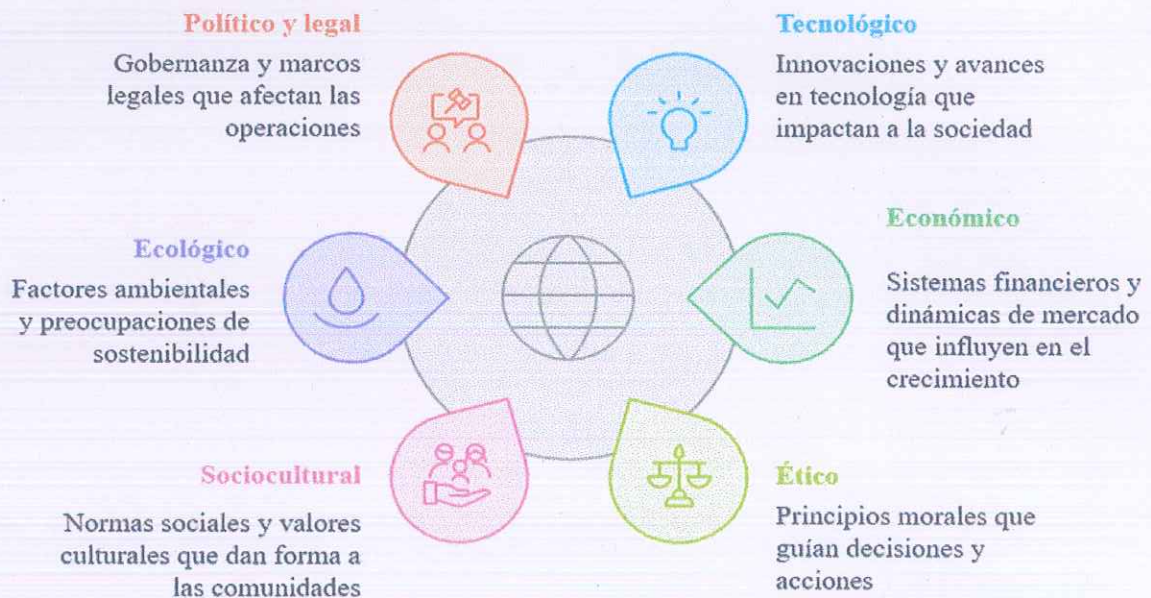 Político y legal
Gobernanza y marcos
legales que afectan las
operaciones
Tecnológico
Innovaciones y avances
en tecnología que
impactan a la sociedad
Ecológico
Factores ambientales
y preocupaciones de
sostenibilidad
Económico
Sistemas financieros y
dinámicas de mercado
que influyen en el
crecimiento
Sociocultural
Normas sociales y valores
culturales que dan forma a
las comunidades
Ético
Principios morales que
guían decisiones y
acciones